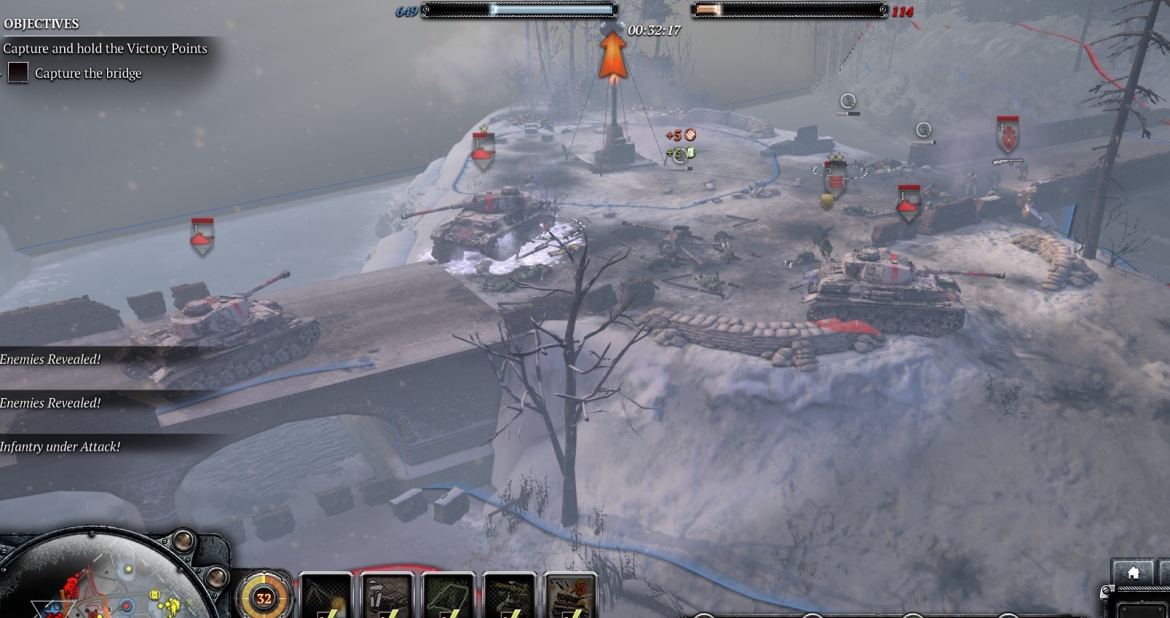 649
114
00:32:17
OBJECTIVES
Capture and hold the Victory Points
Capture the bridge
+5
Enemies Revealed!
Enemies Revealed!
Infantry under Attack!
32